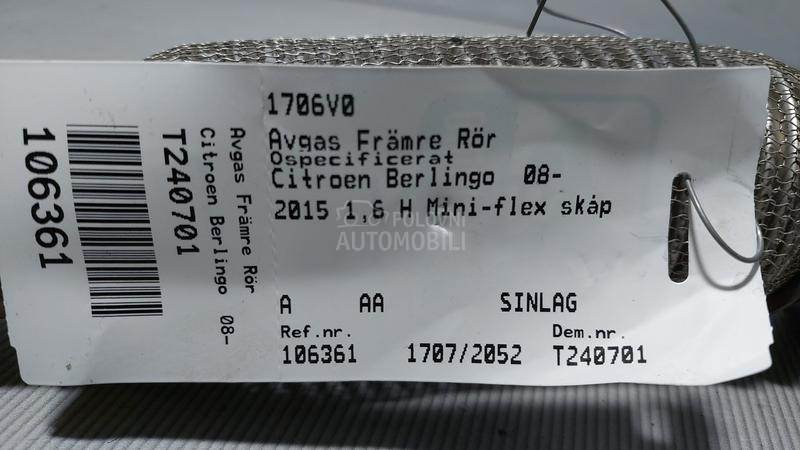 1706V0
Avgas Främre Rör
Ospecificerat
Citroen Berlingo 08-
2015 1,6 H Mini-flex skåp
A AA SINLAG
Ref.nr. Dem.nr.
106361 1707/2052 T240701
106361
T240701
Citroen Berlingo 08-
Avgas Främre Rör
POLOVNI
AUTOMOBILI